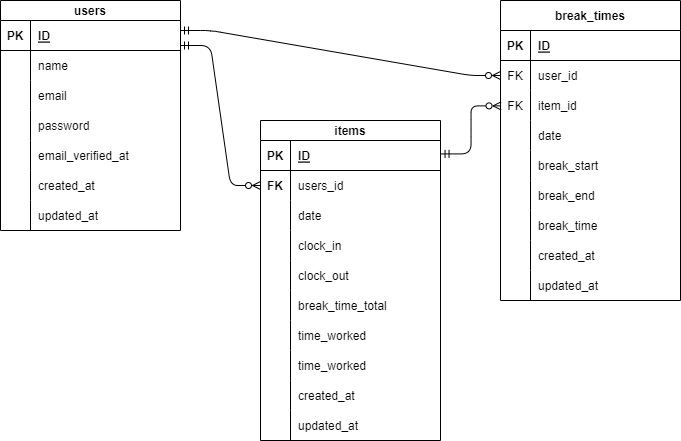 users
PK ID
name
email
password
email_verified_at
created_at
updated_at
items
PK ID
FK users_id
date
clock_in
clock_out
break_time_total
time_worked
time_worked
created_at
updated_at
break_times
PK ID
FK user_id
FK item_id
date
break_start
break_end
break_time
created_at
updated_at